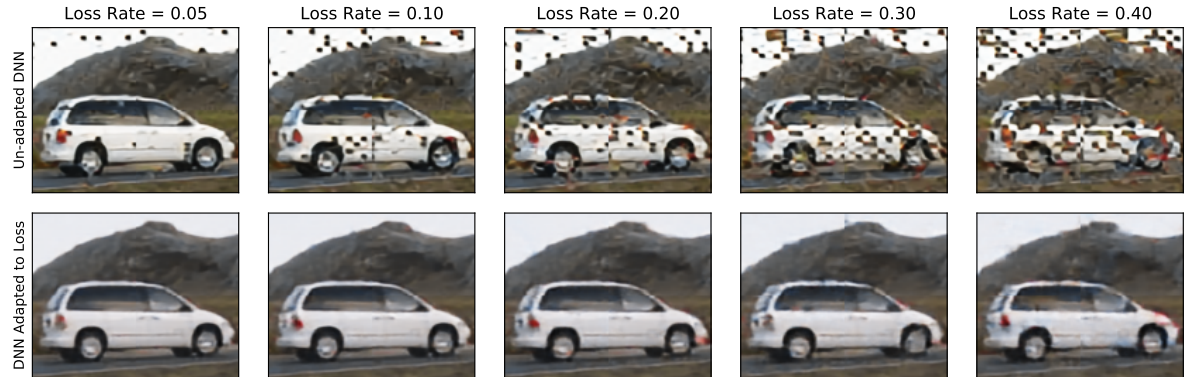 Loss Rate = 0.05
Loss Rate = 0.10
Loss Rate = 0.20
Loss Rate = 0.30
Loss Rate = 0.40
Un-adapted DNN
DNN Adapted to Loss